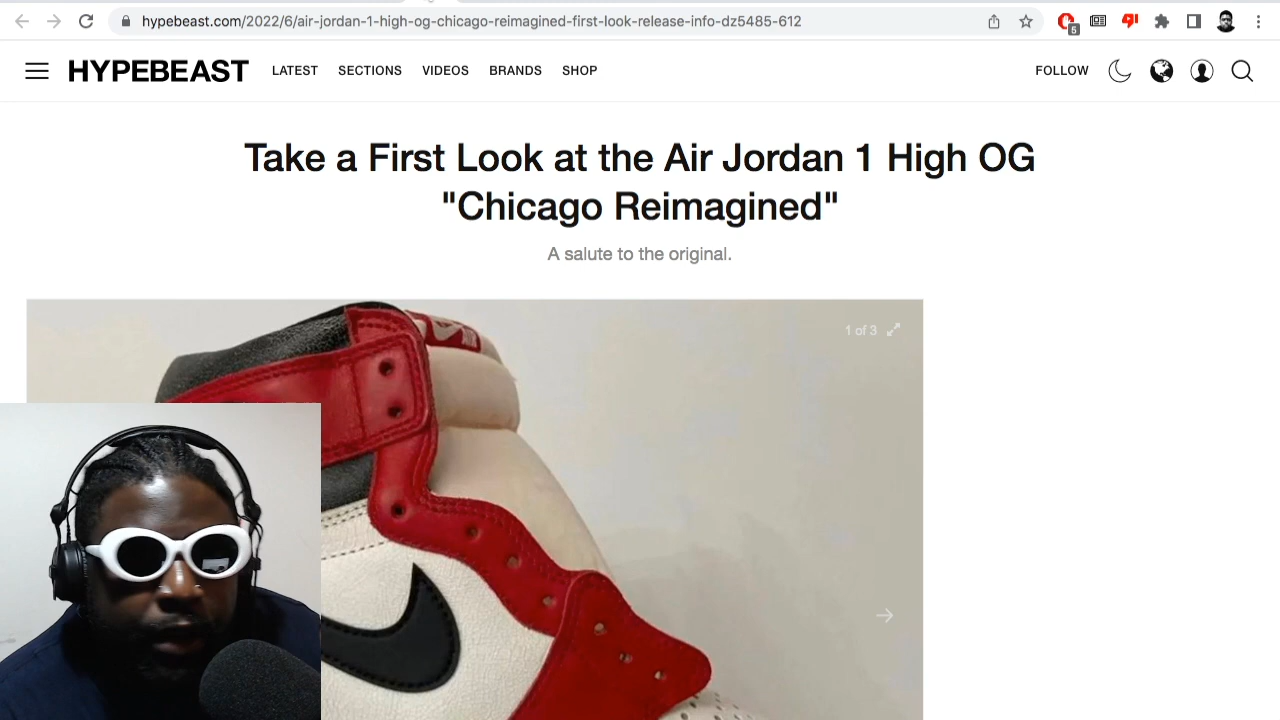 hypebeast.com/2022/6/air-jordan-1-high-og-chicago-reimagined-first-look-release-info-dz5485-612
5
HYPEBEAST LATEST SECTIONS VIDEOS BRANDS SHOP FOLLOW
Take a First Look at the Air Jordan 1 High OG
"Chicago Reimagined"
A salute to the original.
1 of 3
AIR